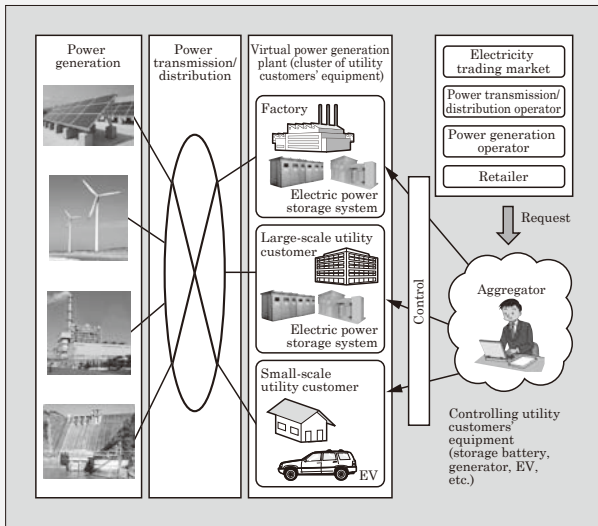 Power
generation
Power
transmission/
distribution
Virtual power generation
plant (cluster of utility
customers' equipment)
Factory
Electric power
storage system
Large-scale utility
customer
Electric power
storage system
Small-scale
utility customer
EV
Control
Electricity
trading market
Power transmission/
distribution operator
Power generation
operator
Retailer
Request
Aggregator
Controlling utility
customers'
equipment
(storage battery,
generator, EV,
etc.)